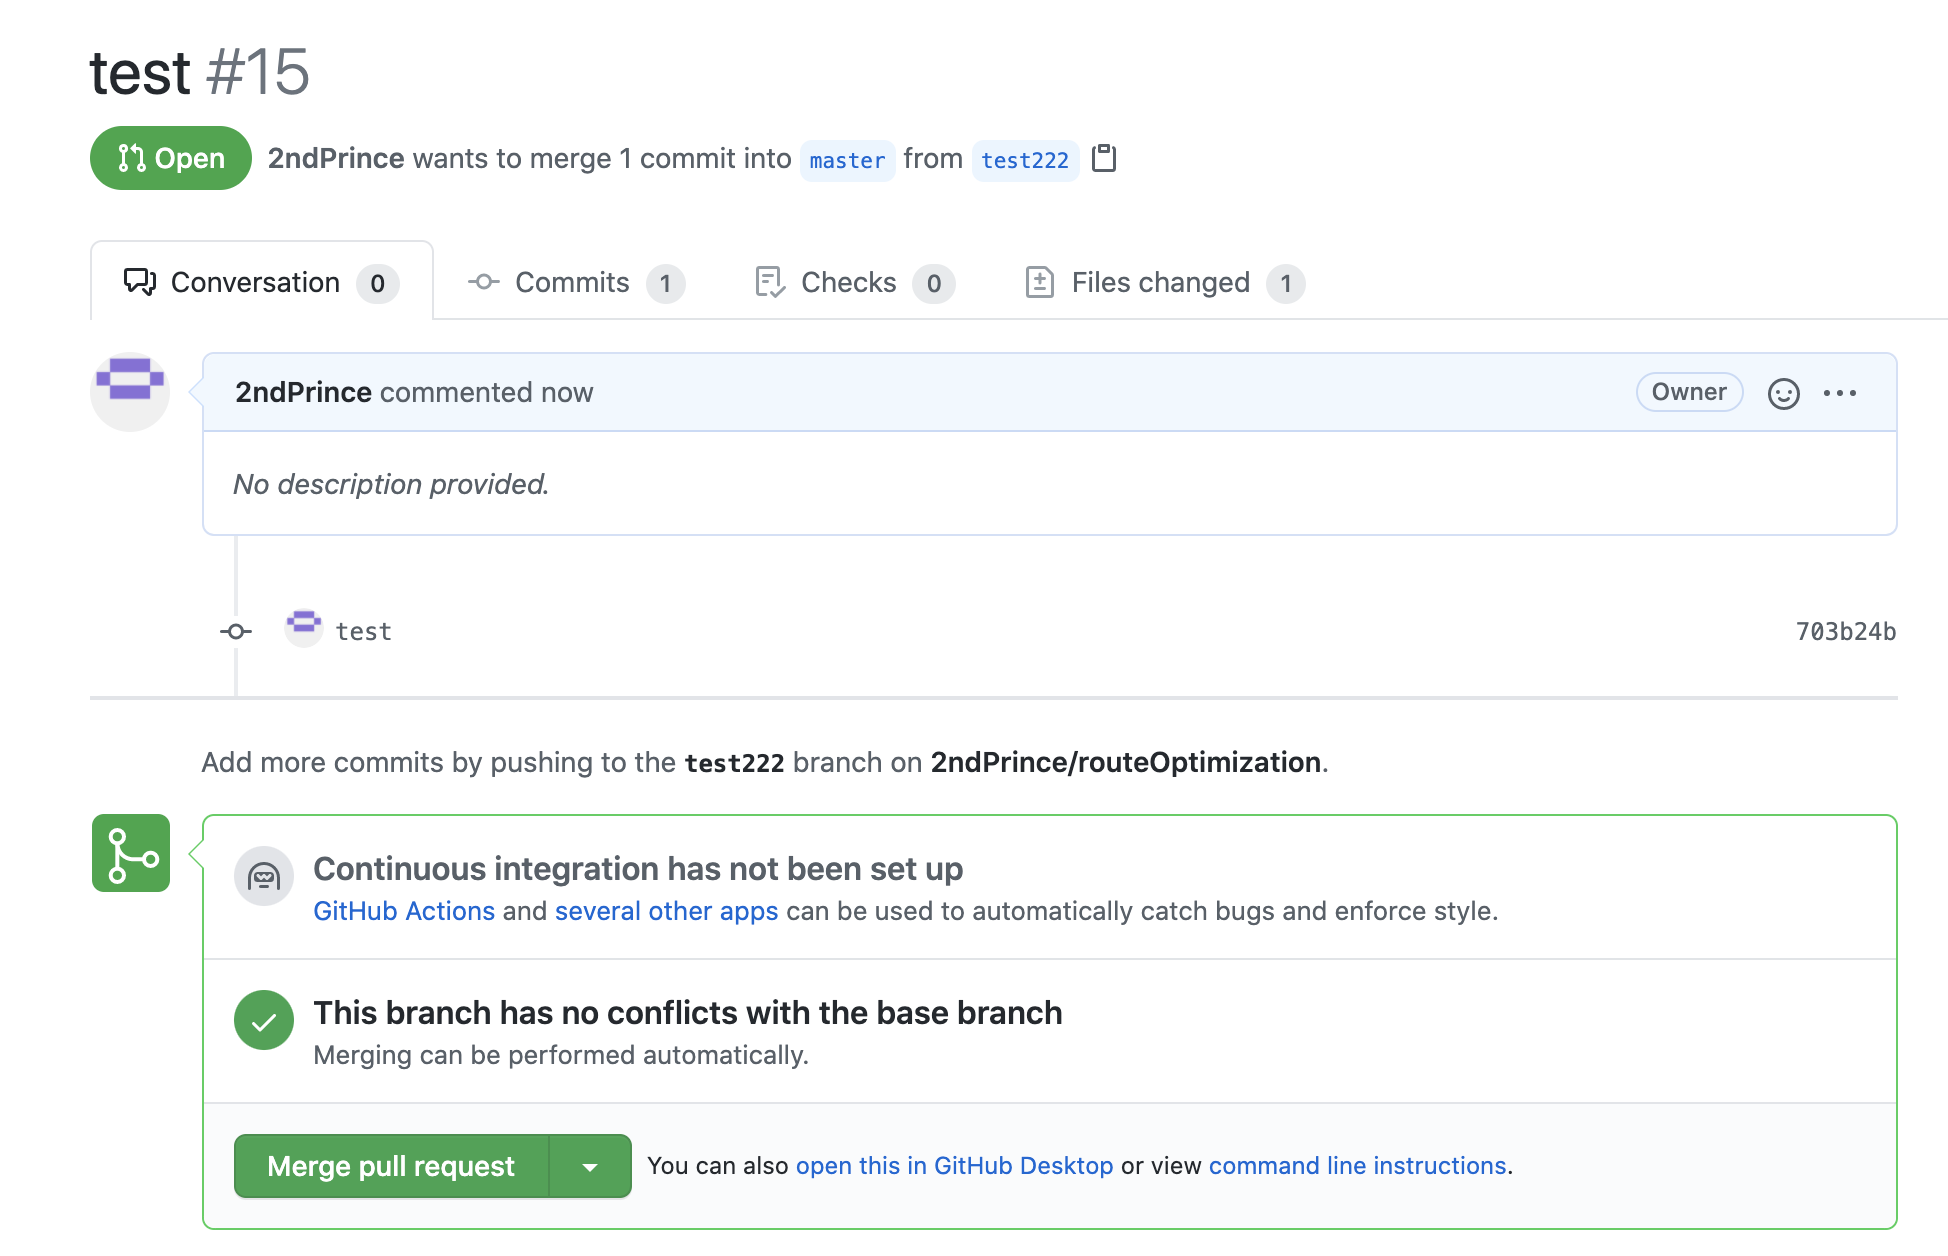 test #15
Open 2ndPrince wants to merge 1 commit into master from test222
Conversation 0 Commits 1 Checks 0 Files changed 1
2ndPrince commented now Owner
No description provided.
test 703b24b
Add more commits by pushing to the test222 branch on 2ndPrince/routeOptimization.
Continuous integration has not been set up
GitHub Actions and several other apps can be used to automatically catch bugs and enforce style.
This branch has no conflicts with the base branch
Merging can be performed automatically.
Merge pull request You can also open this in GitHub Desktop or view command line instructions.